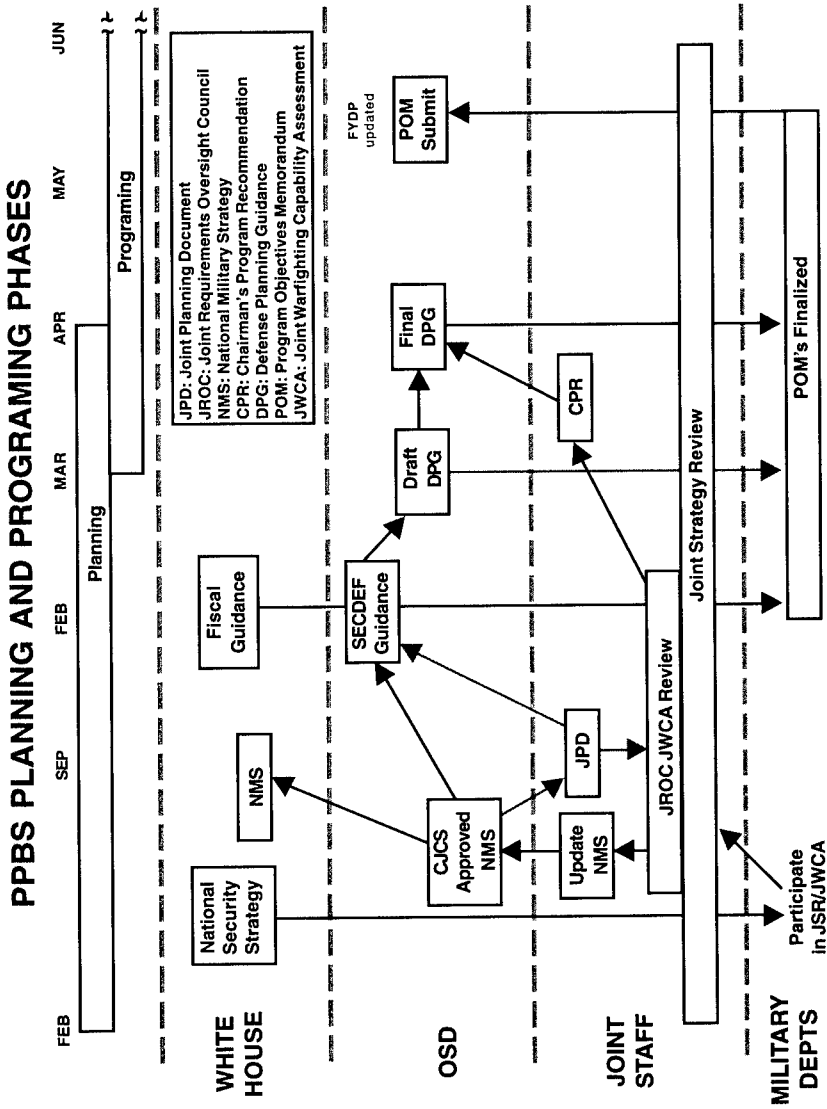 PPBS PLANNING AND PROGRAMING PHASES
FEB
SEP
FEB
MAR
APR
MAY
JUN
Planning
Programing
WHITE
HOUSE
National
Security
Strategy
NMS
Fiscal
Guidance
JPD: Joint Planning Document
JROC: Joint Requirements Oversight Council
NMS: National Military Strategy
CPR: Chairman's Program Recommendation
DPG: Defense Planning Guidance
POM: Program Objectives Memorandum
JWCA: Joint Warfighting Capability Assessment
OSD
CJCS
Approved
NMS
SECDEF
Guidance
Draft
DPG
Final
DPG
FYDP
updated
POM
Submit
JOINT
STAFF
Update
NMS
JPD
CPR
JROC JWCA Review
Joint Strategy Review
MILITARY
DEPTS
Participate
in JSR/JWCA
POM's Finalized